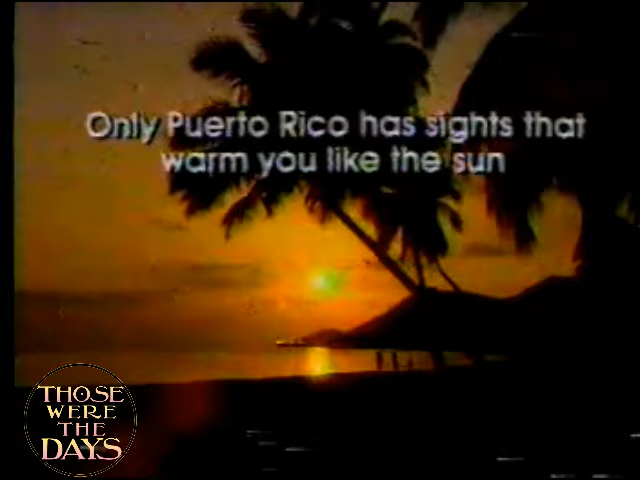 Only Puerto Rico has sights that
warm you like the sun
THOSE
WERE
THE
DAYS